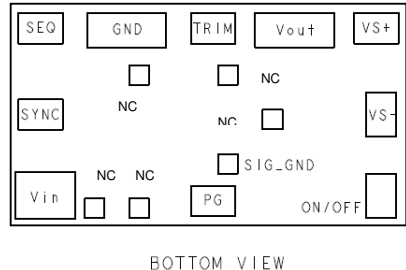 SEQ GND TRIM Vout VS+
NC
SYNC NC NC VS-
SIG_GND
NC NC
Vin PG ON/OFF
BOTTOM VIEW